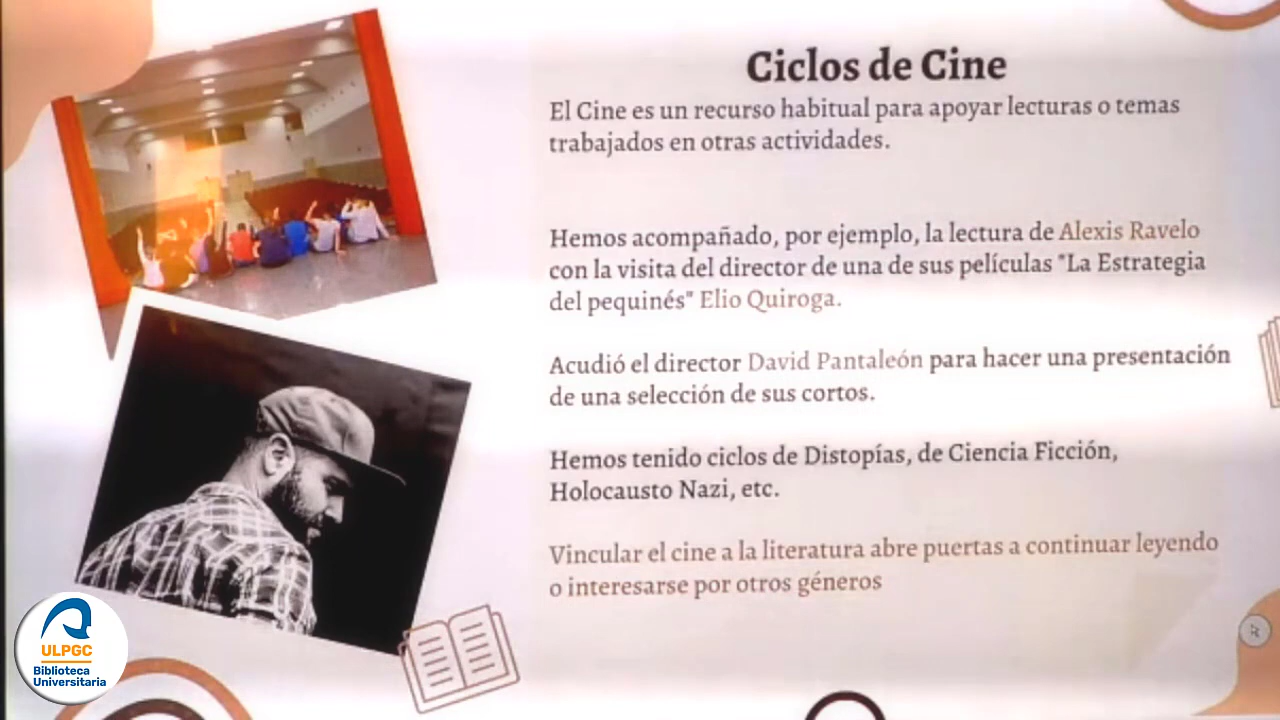 Ciclos de Cine
El Cine es un recurso habitual para apoyar lecturas o temas
trabajados en otras actividades.
Hemos acompañado, por ejemplo, la lectura de Alexis Ravelo
con la visita del director de una de sus películas "La Estrategia
del pequinés" Elio Quiroga.
Acudió el director David Pantaleón para hacer una presentación
de una selección de sus cortos.
Hemos tenido ciclos de Distopías, de Ciencia Ficción,
Holocausto Nazi, etc.
Vincular el cine a la literatura abre puertas a continuar leyendo
o interesarse por otros géneros
ULPGC
Biblioteca
Universitaria